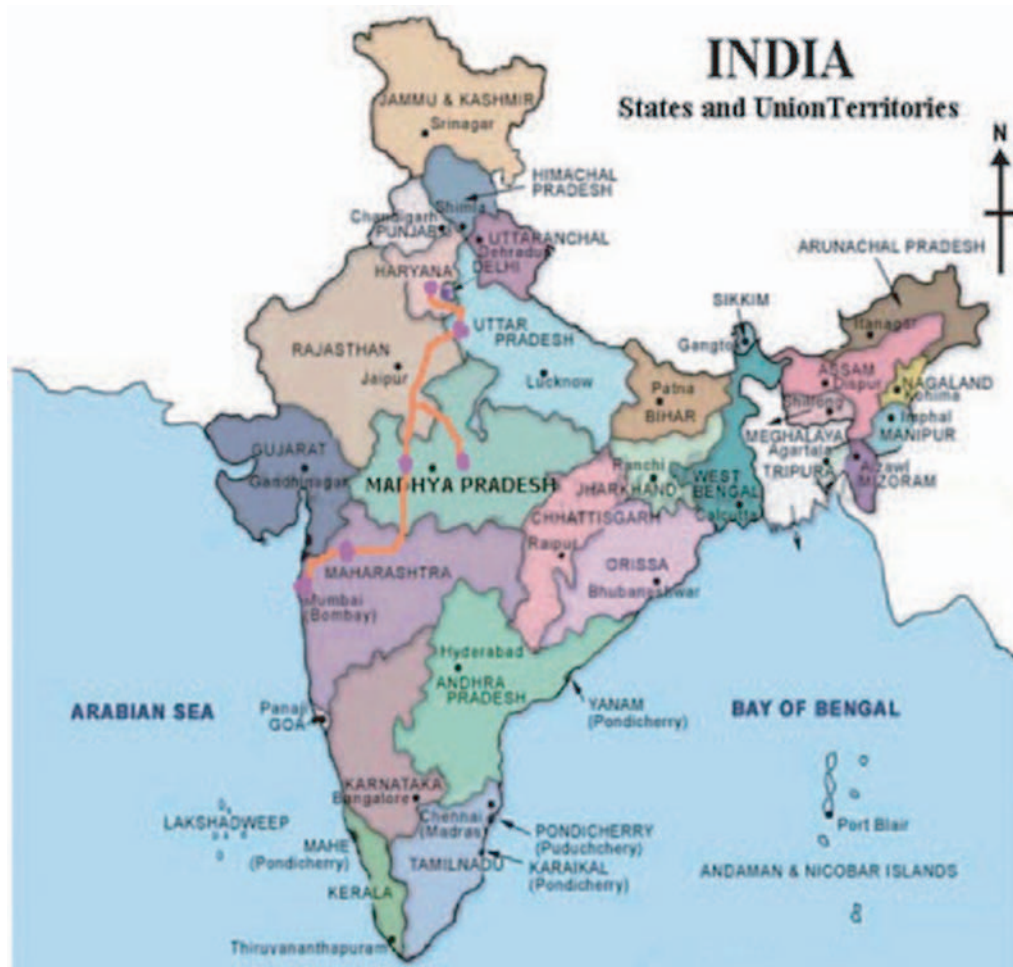 INDIA
States and UnionTerritories
N
JAMMU & KASHMIR
Srinagar
HIMACHAL
PRADESH
Shimla
Chandigarh
PUNJAB
UTTARANCHAL
Dehradun
DELHI
HARYANA
ARUNACHAL PRADESH
SIKKIM
Itanagar
UTTAR
PRADESH
Gangtok
RAJASTHAN
Jaipur
Lucknow
ASSAM
Dispur
NAGALAND
Kohima
Patna
BIHAR
Shillong
MEGHALAYA
Imphal
MANIPUR
Agartala
TRIPURA
Aizawl
MIZORAM
GUJARAT
Gandhinagar
MADHYA PRADESH
Ranchi
JHARKHAND
WEST
BENGAL
Calcutta
CHHATTISGARH
Raipur
ORISSA
Bhubaneshwar
MAHARASHTRA
Mumbai
(Bombay)
Hyderabad
ANDHRA
PRADESH
YANAM
(Pondicherry)
ARABIAN SEA
BAY OF BENGAL
Panaji
GOA
KARNATAKA
Bangalore
Chennai
(Madras)
LAKSHADWEEP
MAHE
(Pondicherry)
PONDICHERRY
(Puduchchery)
KARAIKAL
(Pondicherry)
TAMILNADU
KERALA
Port Blair
ANDAMAN & NICOBAR ISLANDS
Thiruvananthapuram